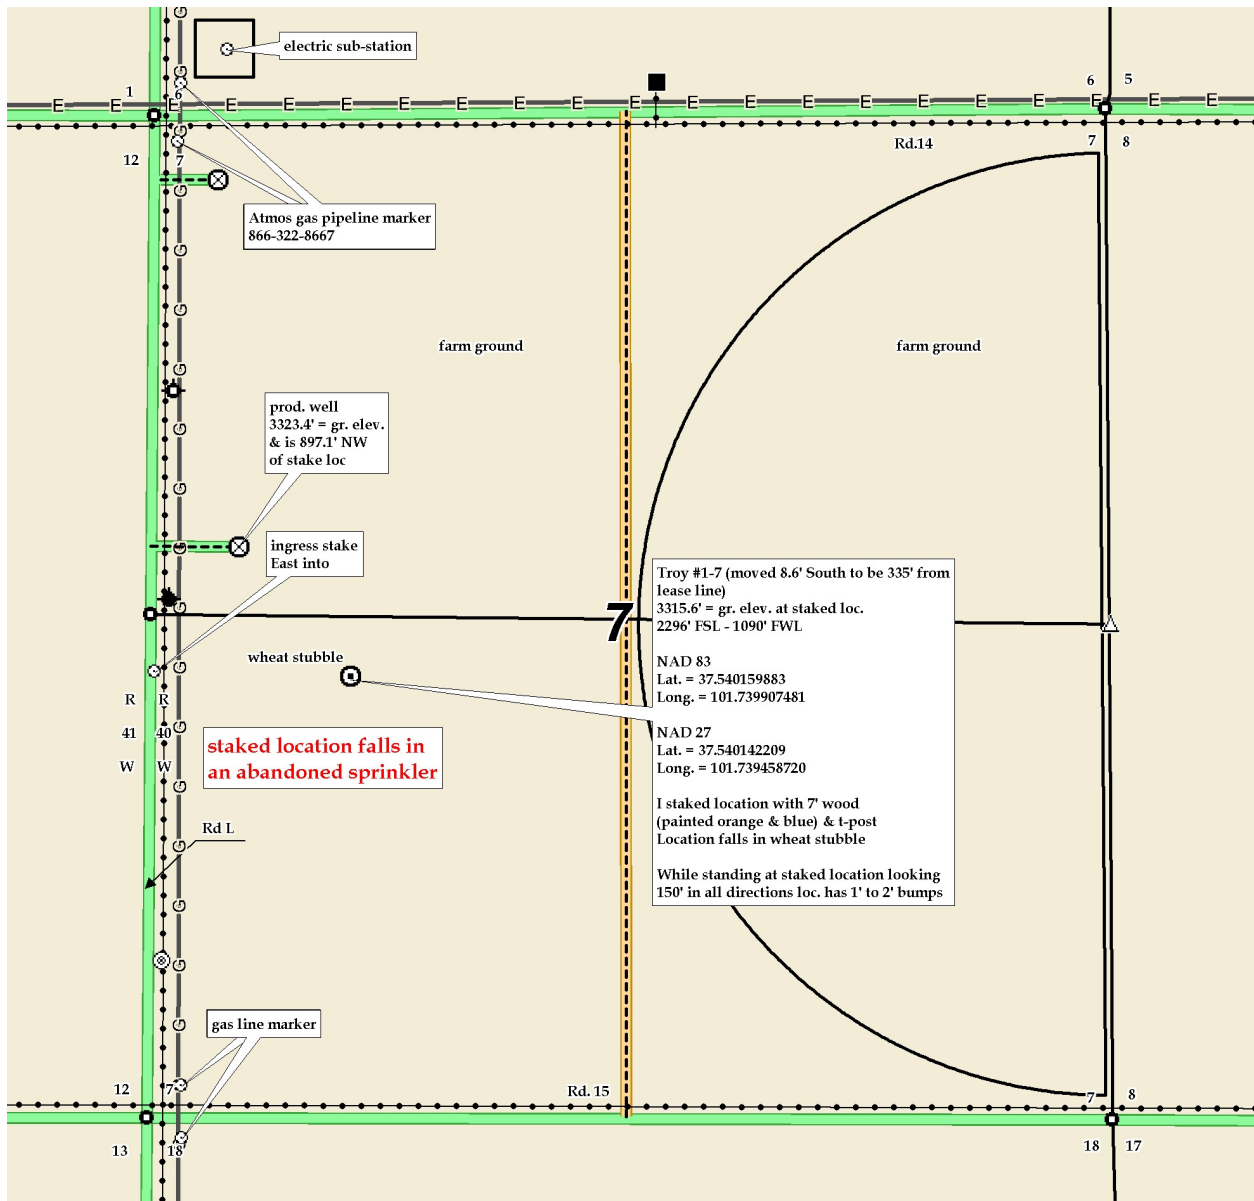 G
electric sub-station
G
1
6
6
5
E E E E E E E E E E E E E E E E E E E E E
G
12
7
Rd.14
7
8
G
Atmos gas pipeline marker
866-322-8667
G
G
farm ground
farm ground
G
prod. well
3323.4' = gr. elev.
& is 897.1' NW
of stake loc
G
G
G
ingress stake
East into
G
Troy #1-7 (moved 8.6' South to be 335' from
lease line)
3315.6' = gr. elev. at staked loc.
2296' FSL - 1090' FWL
NAD 83
Lat. = 37.540159883
Long. = 101.739907481
NAD 27
Lat. = 37.540142209
Long. = 101.739458720
I staked location with 7' wood
(painted orange & blue) & t-post
Location falls in wheat stubble
While standing at staked location looking
150' in all directions loc. has 1' to 2' bumps
7
wheat stubble
G
R R
41 40
W W
G
staked location falls in
an abandoned sprinkler
G
Rd L
G
G
G
gas line marker
G
12
7
Rd. 15
7
8
13
18
18
17